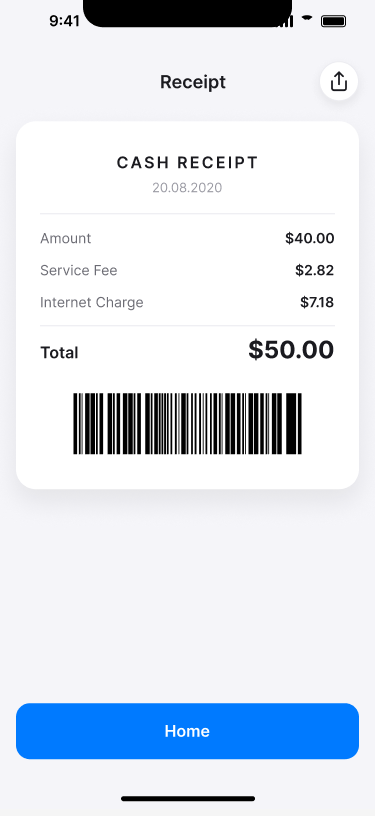 9:41
Receipt
CASH RECEIPT
20.08.2020
Amount $40.00
Service Fee $2.82
Internet Charge $7.18
Total $50.00
Home